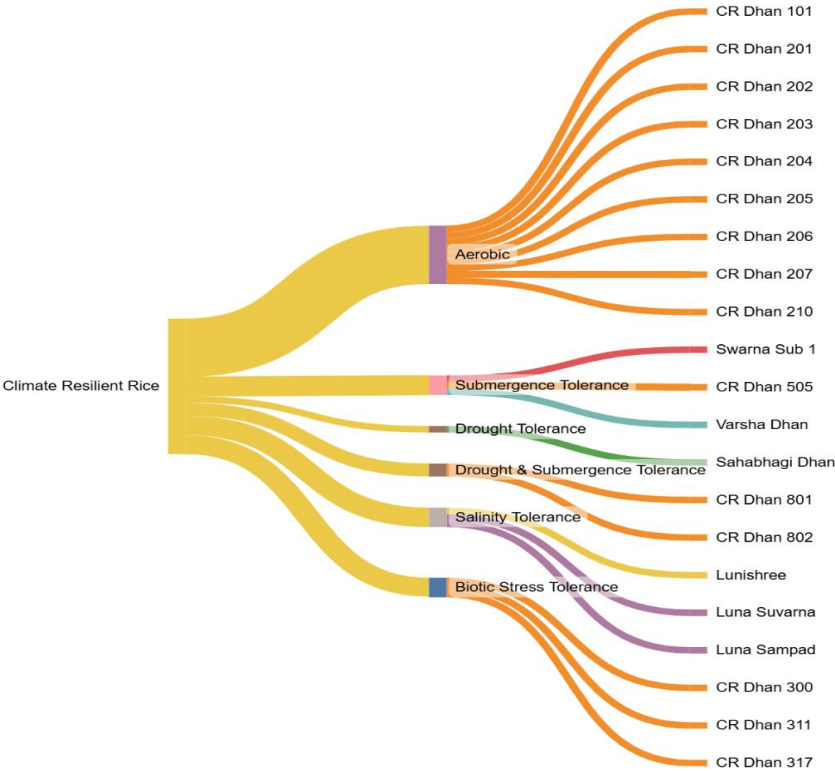 Climate Resilient Rice
Aerobic
Submergence Tolerance
Drought Tolerance
Drought & Submergence Tolerance
Salinity Tolerance
Biotic Stress Tolerance
CR Dhan 101
CR Dhan 201
CR Dhan 202
CR Dhan 203
CR Dhan 204
CR Dhan 205
CR Dhan 206
CR Dhan 207
CR Dhan 210
Swarna Sub 1
CR Dhan 505
Varsha Dhan
Sahabhagi Dhan
CR Dhan 801
CR Dhan 802
Lunishree
Luna Suvarna
Luna Sampad
CR Dhan 300
CR Dhan 311
CR Dhan 317